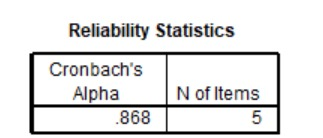 Reliability Statistics
Cronbach's
Alpha N of Items
.868 5